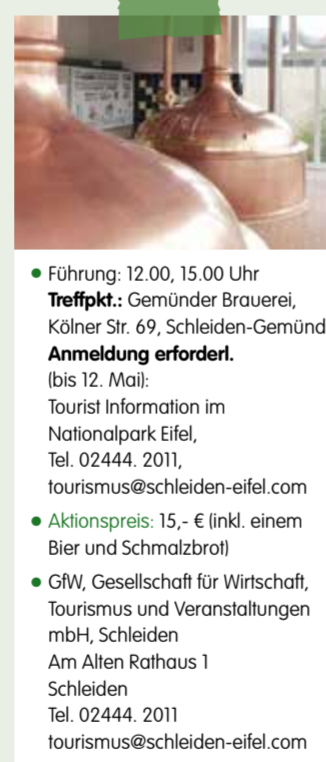 • Führung: 12.00, 15.00 Uhr
Treffpkt.: Gemünder Brauerei,
Kölner Str. 69, Schleiden-Gemünd
Anmeldung erforderl.
(bis 12. Mai):
Tourist Information im
Nationalpark Eifel,
Tel. 02444. 2011,
tourismus@schleiden-eifel.com
• Aktionspreis: 15,- € (inkl. einem
Bier und Schmalzbrot)
• GfW, Gesellschaft für Wirtschaft,
Tourismus und Veranstaltungen
mbH, Schleiden
Am Alten Rathaus 1
Schleiden
Tel. 02444. 2011
tourismus@schleiden-eifel.com